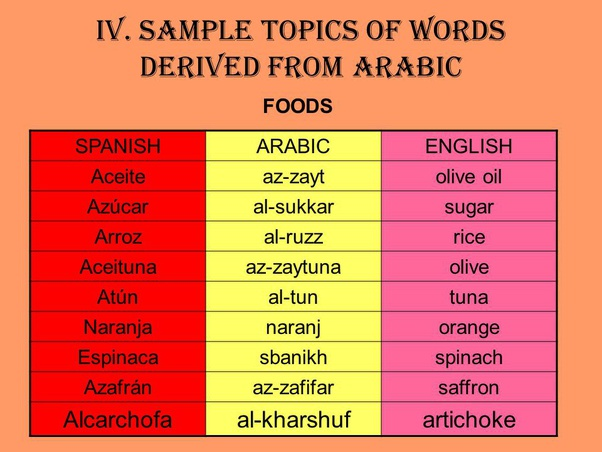 IV. SAMPLE TOPICS OF WORDS
DERIVED FROM ARABIC
FOODS
SPANISH ARABIC ENGLISH
Aceite az-zayt olive oil
Azúcar al-sukkar sugar
Arroz al-ruzz rice
Aceituna az-zaytuna olive
Atún al-tun tuna
Naranja naranj orange
Espinaca sbanikh spinach
Azafrán az-zafifar saffron
Alcarchofa al-kharshuf artichoke